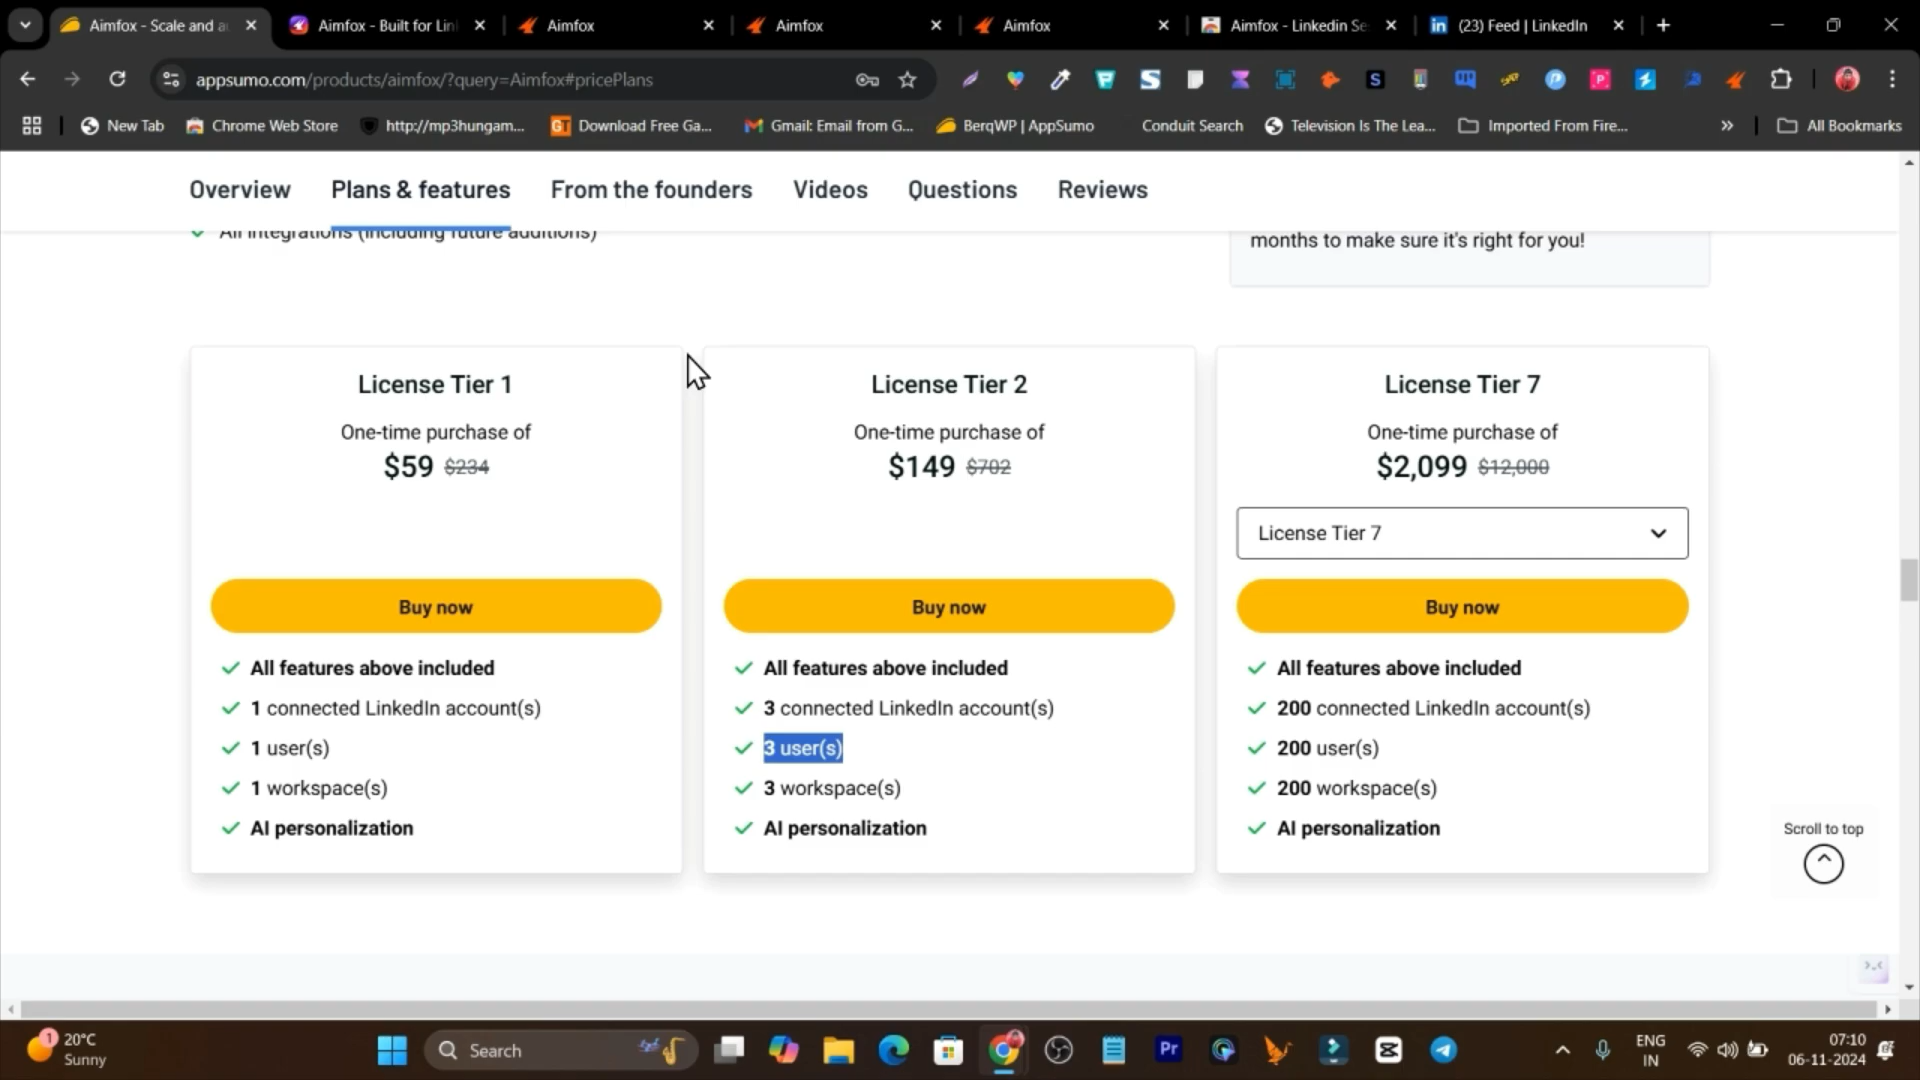 Aimfox - Scale and a
Aimfox - Built for Lin
Aimfox
Aimfox
Aimfox
Aimfox - Linkedin Se
(23) Feed | LinkedIn
appsumo.com/products/aimfox/?query=Aimfox#pricePlans
New Tab
Chrome Web Store
http://mp3hungam...
Download Free Ga...
Gmail: Email from G...
BerqWP | AppSumo
Conduit Search
Television Is The Lea...
Imported From Fire...
All Bookmarks
Overview
Plans & features
From the founders
Videos
Questions
Reviews
All integrations (including future additions)
months to make sure it's right for you!
License Tier 1
One-time purchase of
$59 $234
Buy now
All features above included
1 connected LinkedIn account(s)
1 user(s)
1 workspace(s)
AI personalization
License Tier 2
One-time purchase of
$149 $702
Buy now
All features above included
3 connected LinkedIn account(s)
3 user(s)
3 workspace(s)
AI personalization
License Tier 7
One-time purchase of
$2,099 $12,000
License Tier 7
Buy now
All features above included
200 connected LinkedIn account(s)
200 user(s)
200 workspace(s)
AI personalization
Scroll to top
1
20°C
Sunny
Search
ENG
IN
07:10
06-11-2024